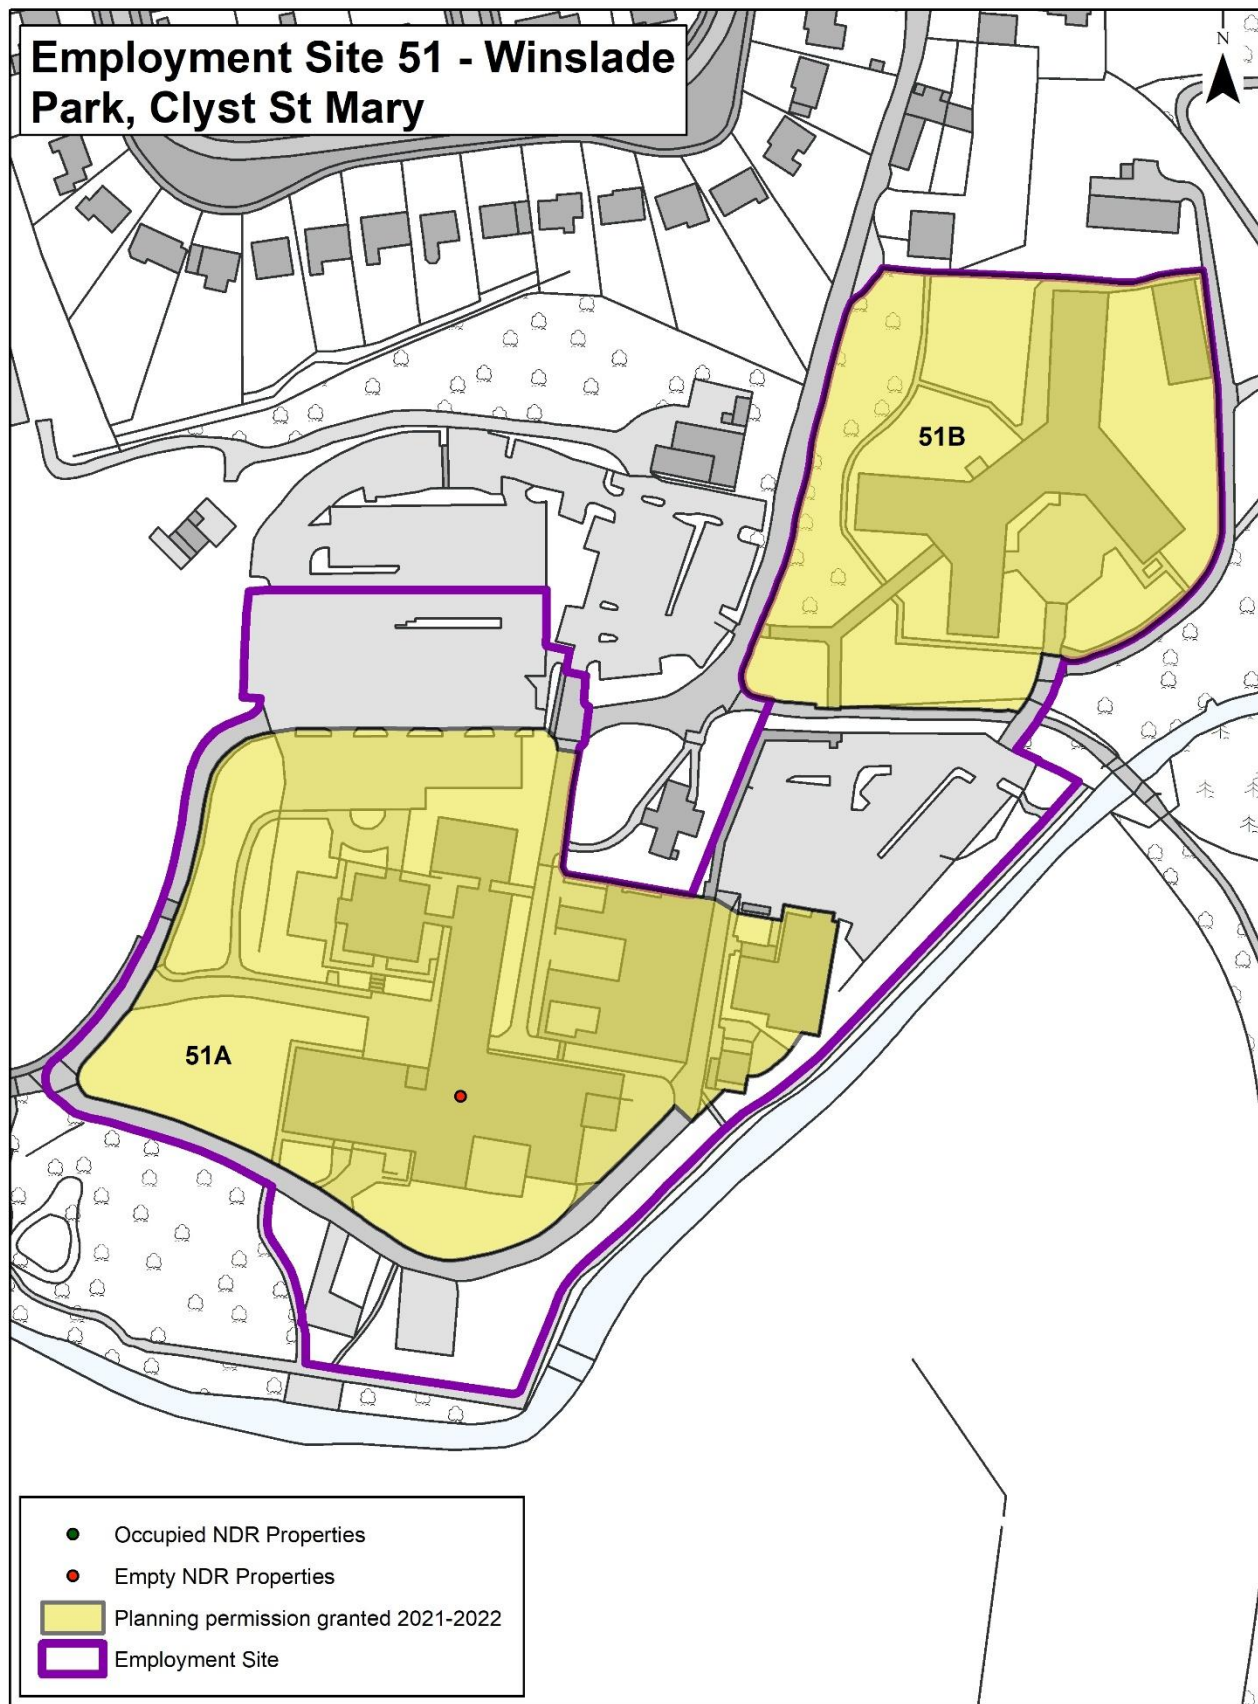 Employment Site 51 - Winslade
Park, Clyst St Mary
N
51B
51A
Occupied NDR Properties
Empty NDR Properties
Planning permission granted 2021-2022
Employment Site